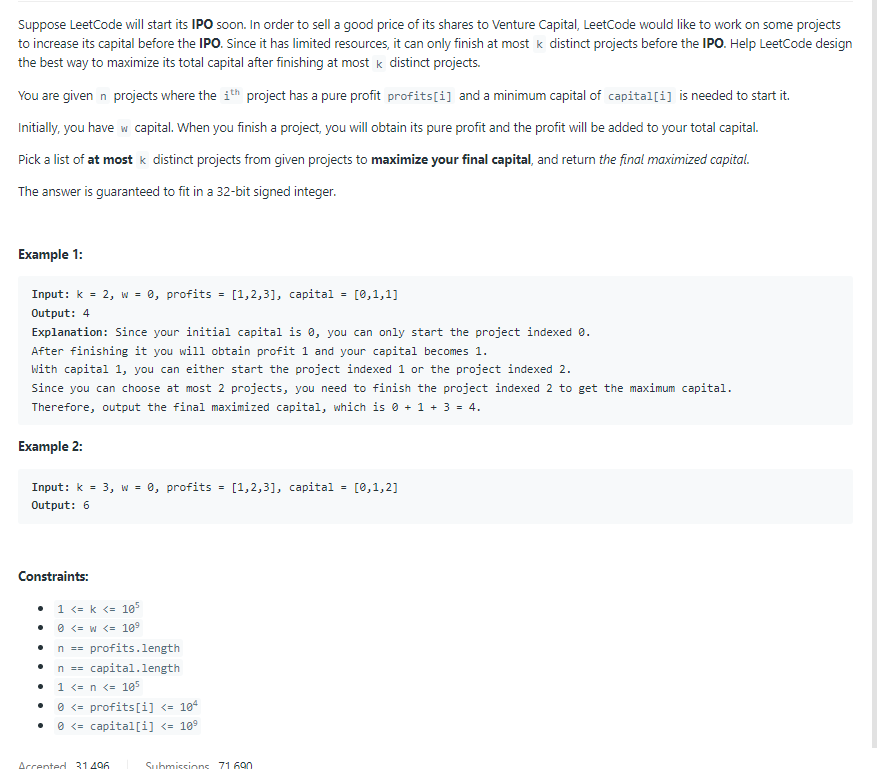 Suppose LeetCode will start its IPO soon. In order to sell a good price of its shares to Venture Capital, LeetCode would like to work on some projects
to increase its capital before the IPO. Since it has limited resources, it can only finish at most k distinct projects before the IPO. Help LeetCode design
the best way to maximize its total capital after finishing at most k distinct projects.
You are given n projects where the ith project has a pure profit profits[i] and a minimum capital of capital[i] is needed to start it.
Initially, you have w capital. When you finish a project, you will obtain its pure profit and the profit will be added to your total capital.
Pick a list of at most k distinct projects from given projects to maximize your final capital, and return the final maximized capital.
The answer is guaranteed to fit in a 32-bit signed integer.
Example 1:
Input: k = 2, w = 0, profits = [1,2,3], capital = [0,1,1]
Output: 4
Explanation: Since your initial capital is 0, you can only start the project indexed 0.
After finishing it you will obtain profit 1 and your capital becomes 1.
With capital 1, you can either start the project indexed 1 or the project indexed 2.
Since you can choose at most 2 projects, you need to finish the project indexed 2 to get the maximum capital.
Therefore, output the final maximized capital, which is 0 + 1 + 3 = 4.
Example 2:
Input: k = 3, w = 0, profits = [1,2,3], capital = [0,1,2]
Output: 6
Constraints:
• 1 <= k <= 10⁵
• 0 <= w <= 10⁹
• n == profits.length
• n == capital.length
• 1 <= n <= 10⁵
• 0 <= profits[i] <= 10⁴
• 0 <= capital[i] <= 10⁹
Accepted 31,496 Submissions 71,690